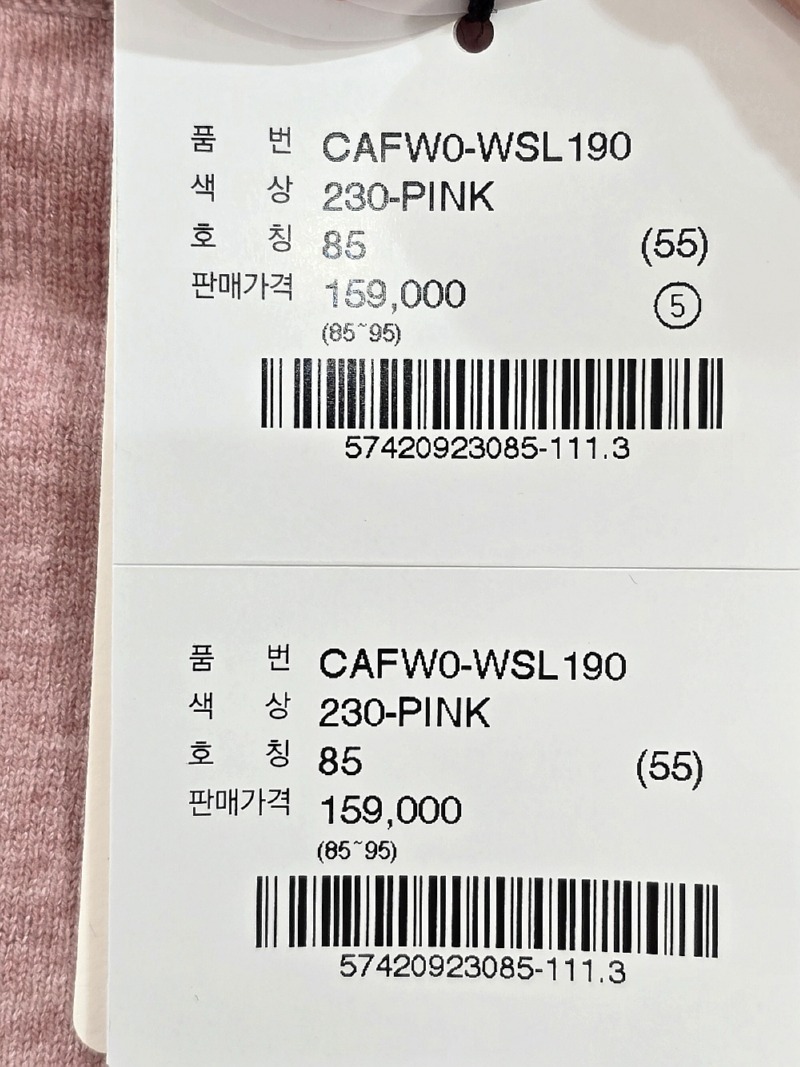 품 번 CAFW0-WSL190
색 상 230-PINK
호 칭 85 (55)
판매가격 159,000 ⑤
(85~95)
57420923085-111.3
품 번 CAFW0-WSL190
색 상 230-PINK
호 칭 85 (55)
판매가격 159,000
(85~95)
57420923085-111.3